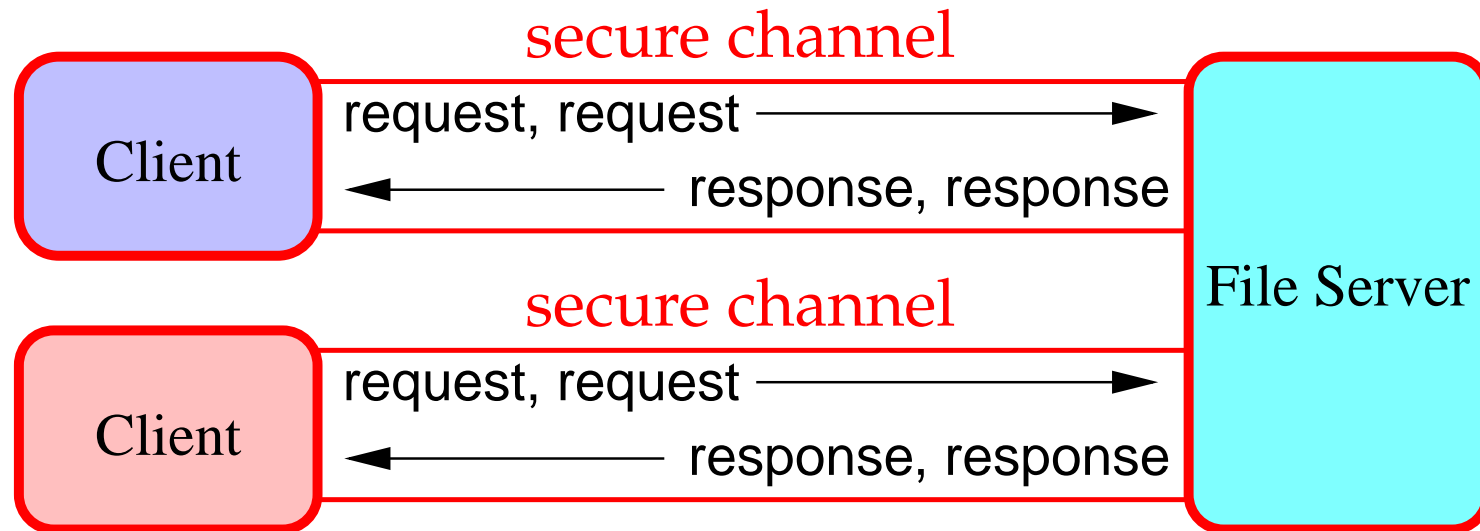 secure channel
request, request
Client
response, response
File Server
secure channel
request, request
Client
response, response